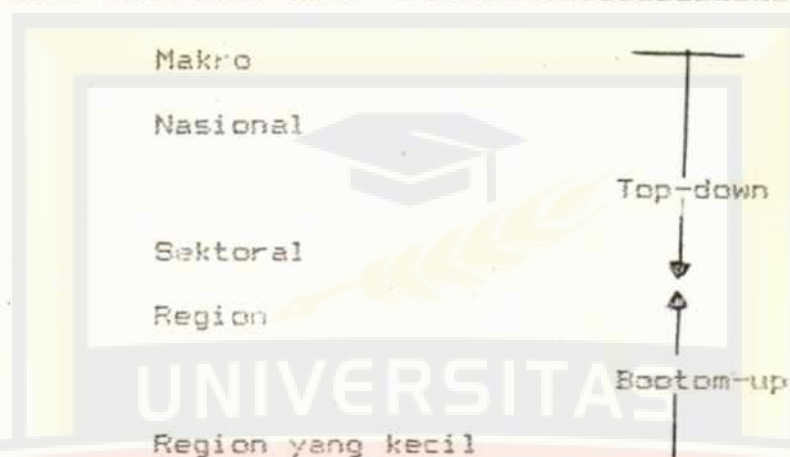 Makro
Nasional
Top-down
Sektoral
Region
Bootom-up
UNIVERSITAS
Region yang kecil